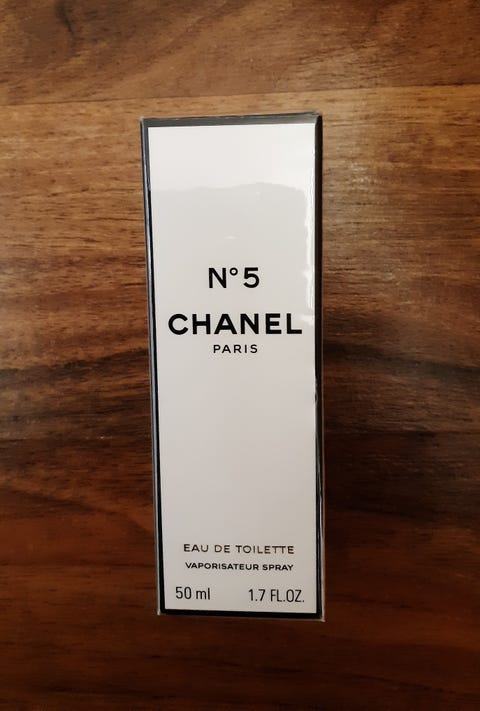 N°5
CHANEL
PARIS
EAU DE TOILETTE
VAPORISATEUR SPRAY
50 ml 1.7 FL.OZ.